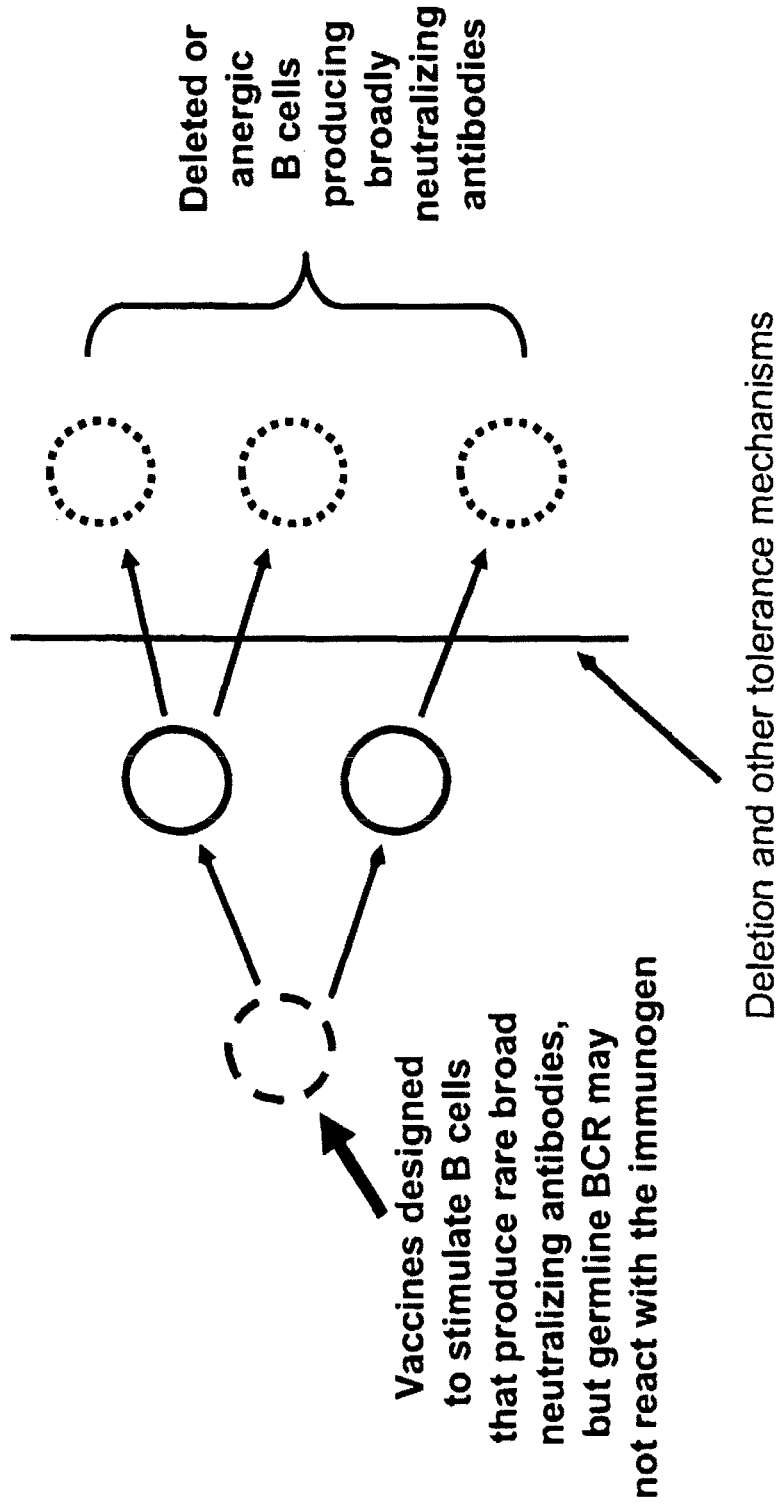 Vaccines designed
to stimulate B cells
that produce rare broad
neutralizing antibodies,
but germline BCR may
not react with the immunogen
Deleted or
anergic
B cells
producing
broadly
neutralizing
antibodies
Deletion and other tolerance mechanisms